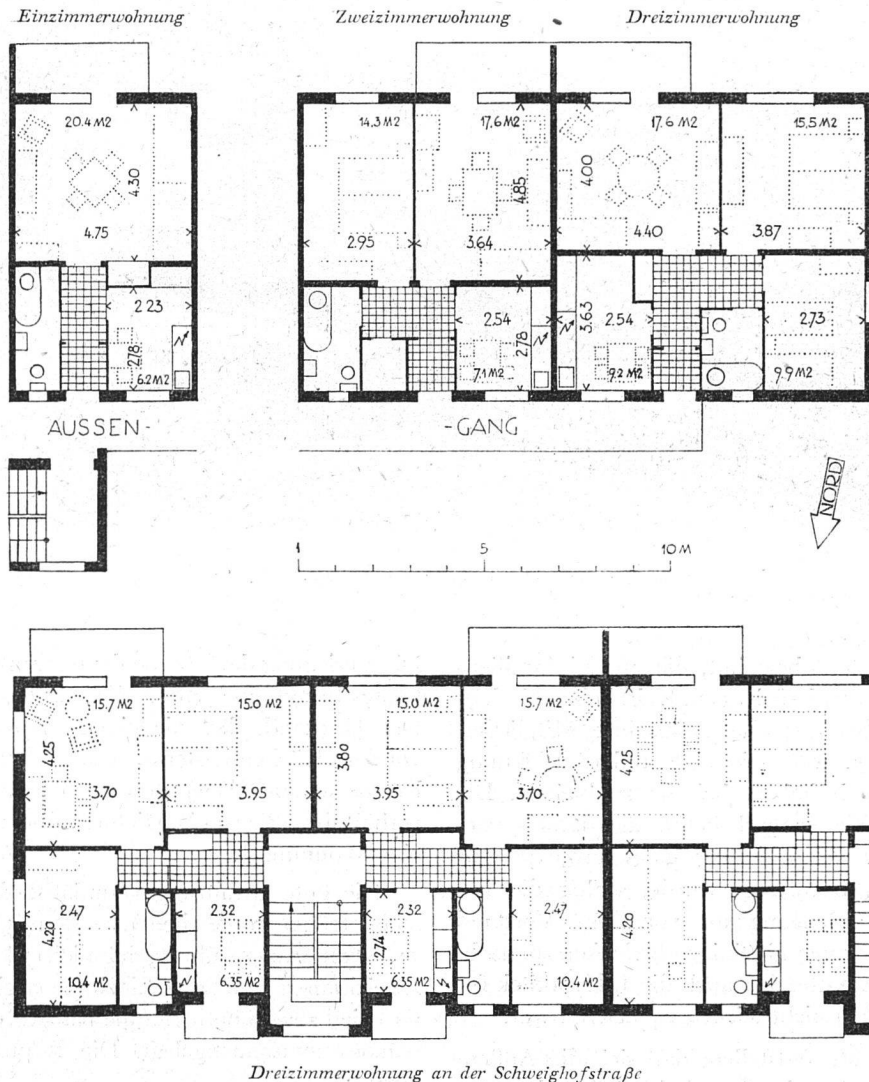 Einzimmerwohnung Zweizimmerwohnung Dreizimmerwohnung
20.4 M2 14.3 M2 17.6 M2 17.6 M2 15.5 M2
4.30 4.85 4.00
4.75 2.95 3.64 4.40 3.87
2.23 2.54 3.63 2.54 2.73
2.78 2.78
6.2 M2 7.1 M2 9.2 M2 9.9 M2
AUSSEN- -GANG
NORD
1 5 10 M
15.7 M2 15.0 M2 15.0 M2 15.7 M2
4.25 3.80 4.25
3.70 3.95 3.95 3.70
2.47 2.32 2.32 2.47
4.20 2.74 4.20
10.4 M2 6.35 M2 6.35 M2 10.4 M2
Dreizimmerwohnung an der Schweighofstraße